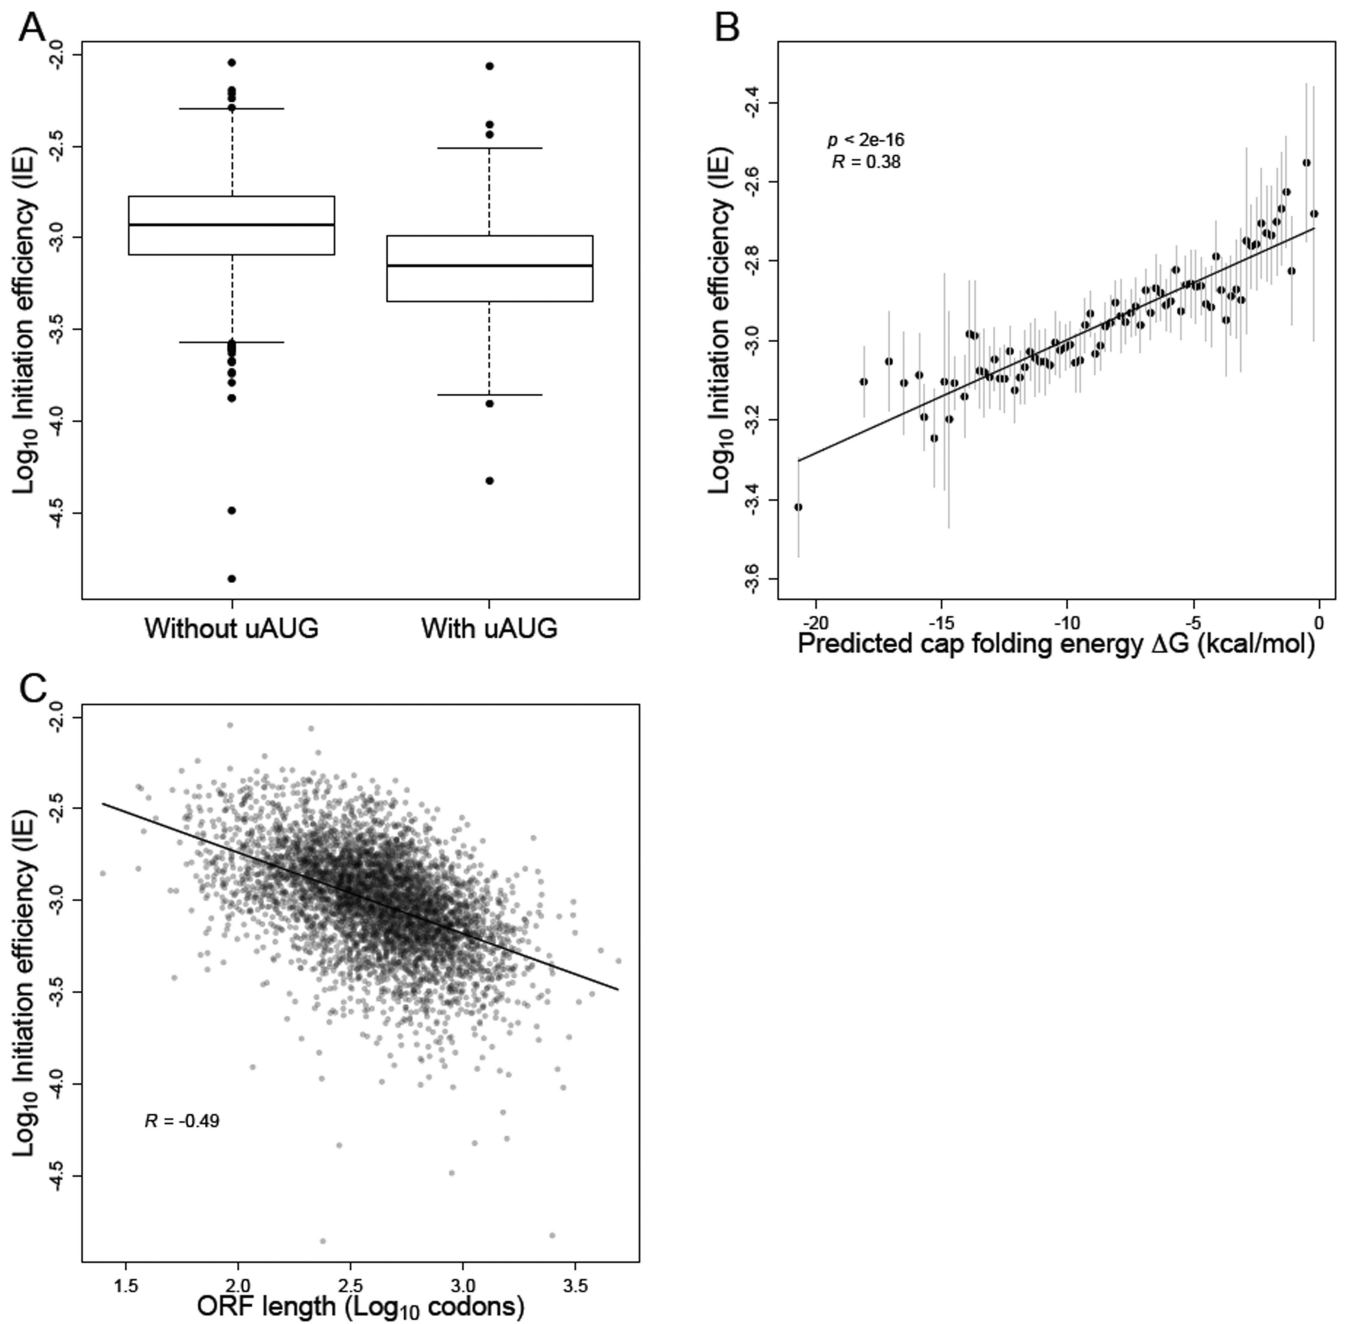 A
Log10 Initiation efficiency (IE)
-2.0
-2.5
-3.0
-3.5
-4.0
-4.5
Without uAUG
With uAUG
B
Log10 Initiation efficiency (IE)
-2.4
-2.6
-2.8
-3.0
-3.2
-3.4
-3.6
p < 2e-16
R = 0.38
-20
-15
-10
-5
0
Predicted cap folding energy ΔG (kcal/mol)
C
Log10 Initiation efficiency (IE)
-2.0
-2.5
-3.0
-3.5
-4.0
-4.5
R = -0.49
1.5
2.0
2.5
3.0
3.5
ORF length (Log10 codons)